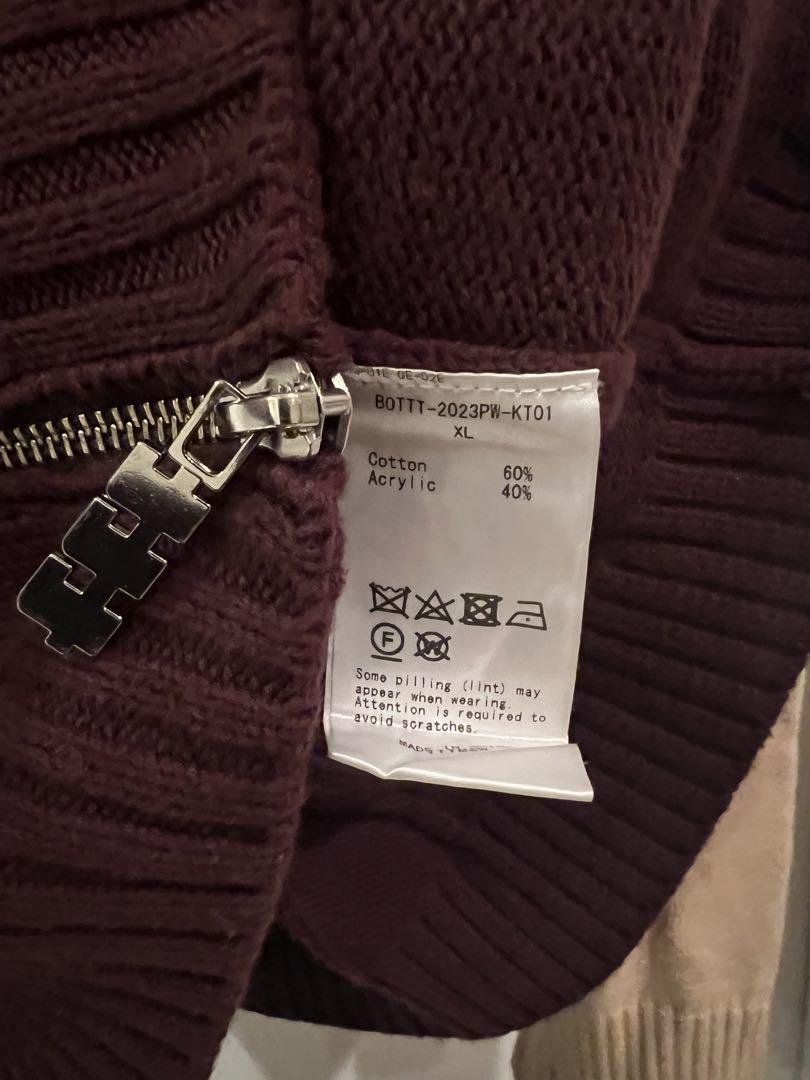 BOTTT-2023PW-KT01
XL
Cotton 60%
Acrylic 40%
F
W
Some pilling (lint) may
appear when wearing.
Attention is required to
avoid scratches.